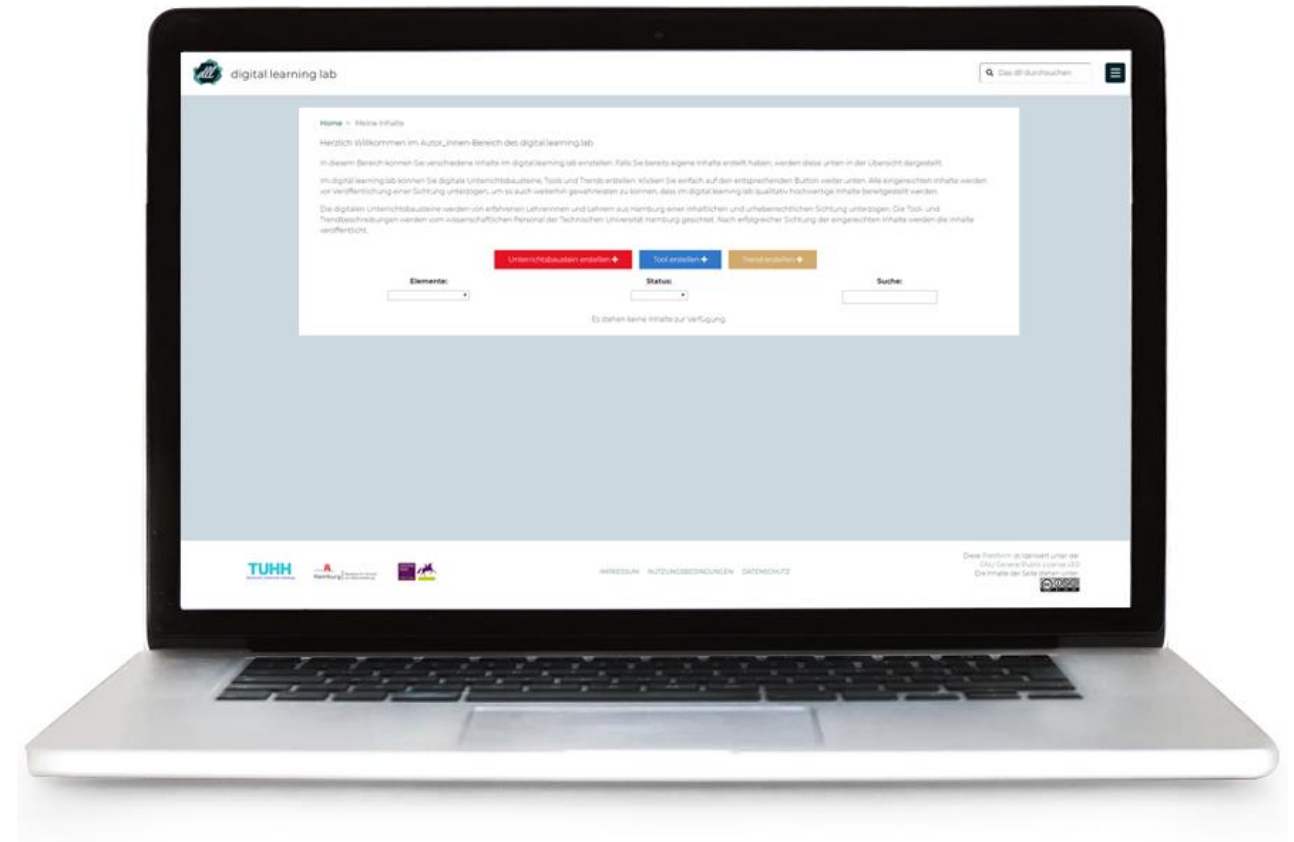 dll digital learning lab
Das dll durchsuchen
Home > Meine Inhalte
Herzlich Willkommen im Autor_innen-Bereich des digital.learning.lab
In diesem Bereich können Sie verschiedene Inhalte im digital.learning.lab einstellen. Falls Sie bereits eigene Inhalte erstellt haben, werden diese unten in der Übersicht dargestellt.
Im digital.learning.lab können Sie digitale Unterrichtsbausteine, Tools und Trends erstellen. Klicken Sie einfach auf den entsprechenden Button weiter unten. Alle eingereichten Inhalte werden
vor Veröffentlichung einer Sichtung unterzogen, um so auch weiterhin gewährleisten zu können, dass im digital.learning.lab qualitativ hochwertige Inhalte bereitgestellt werden.
Die digitalen Unterrichtsbausteine werden von erfahrenen Lehrerinnen und Lehrern aus Hamburg einer inhaltlichen und urheberrechtlichen Sichtung unterzogen. Die Tool- und
Trendbeschreibungen werden vom wissenschaftlichen Personal der Technischen Universität Hamburg gesichtet. Nach erfolgreicher Sichtung der eingereichten Inhalte werden die Inhalte
veröffentlicht.
Unterrichtsbaustein erstellen + Tool erstellen + Trend erstellen +
Elemente: Status: Suche:
Es stehen keine Inhalte zur Verfügung.
TUHH
Hamburg
IMPRESSUM NUTZUNGSBEDINGUNGEN DATENSCHUTZ
Diese Plattform ist lizensiert unter der
GNU General Public License
Die Inhalte der Seite stehen unter